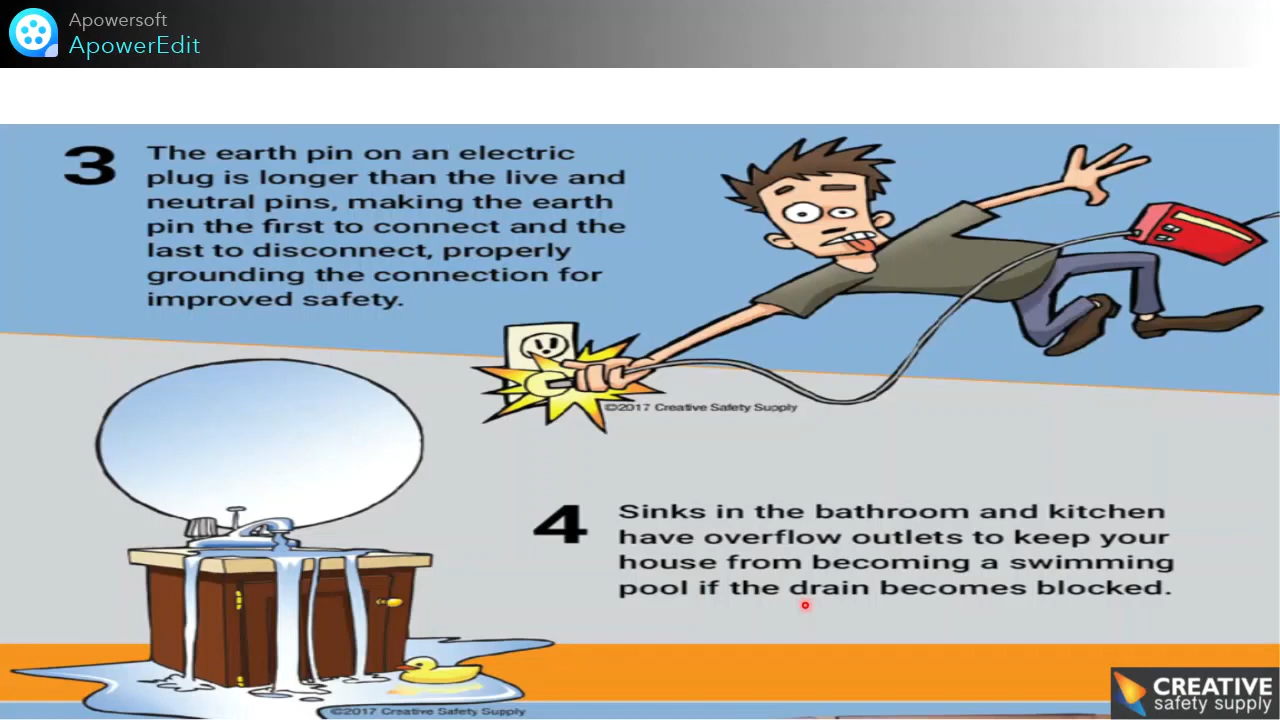 Apowersoft
ApowerEdit
3
The earth pin on an electric
plug is longer than the live and
neutral pins, making the earth
pin the first to connect and the
last to disconnect, properly
grounding the connection for
improved safety.
©2017 Creative Safety Supply
4
Sinks in the bathroom and kitchen
have overflow outlets to keep your
house from becoming a swimming
pool if the drain becomes blocked.
©2017 Creative Safety Supply
CREATIVE
safety supply